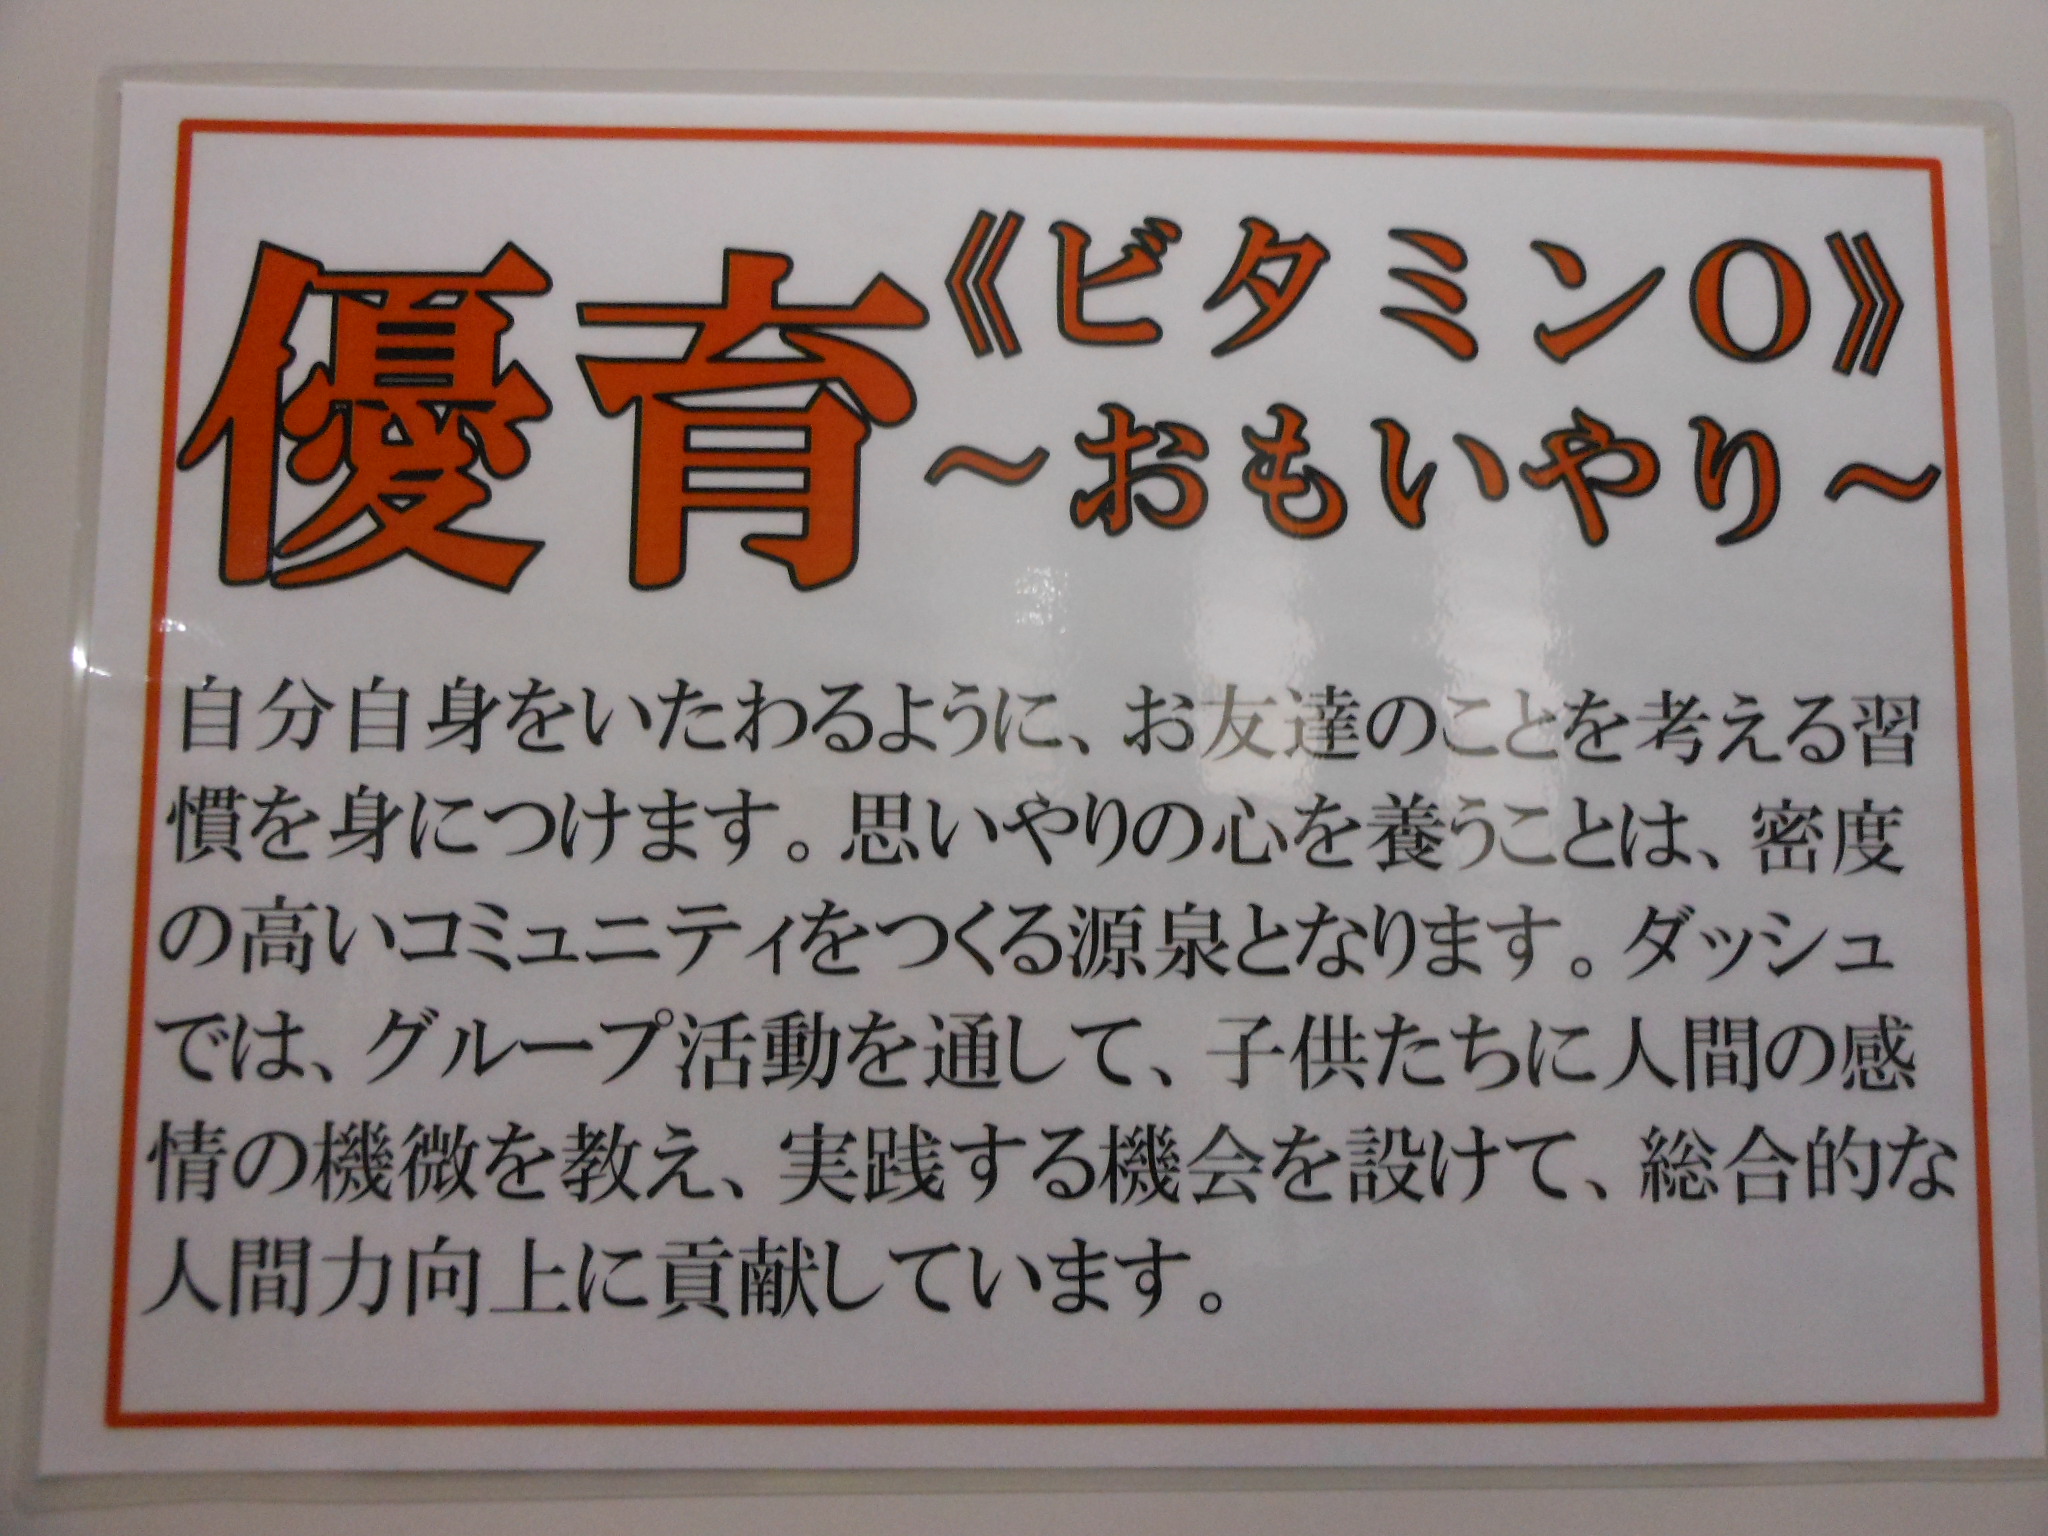 優育《ビタミンO》
～おもいやり～
自分自身をいたわるように、お友達のことを考える習
慣を身につけます。思いやりの心を養うことは、密度
の高いコミュニティをつくる源泉となります。ダッシュ
では、グループ活動を通して、子供たちに人間の感
情の機微を教え、実践する機会を設けて、総合的な
人間力向上に貢献しています。